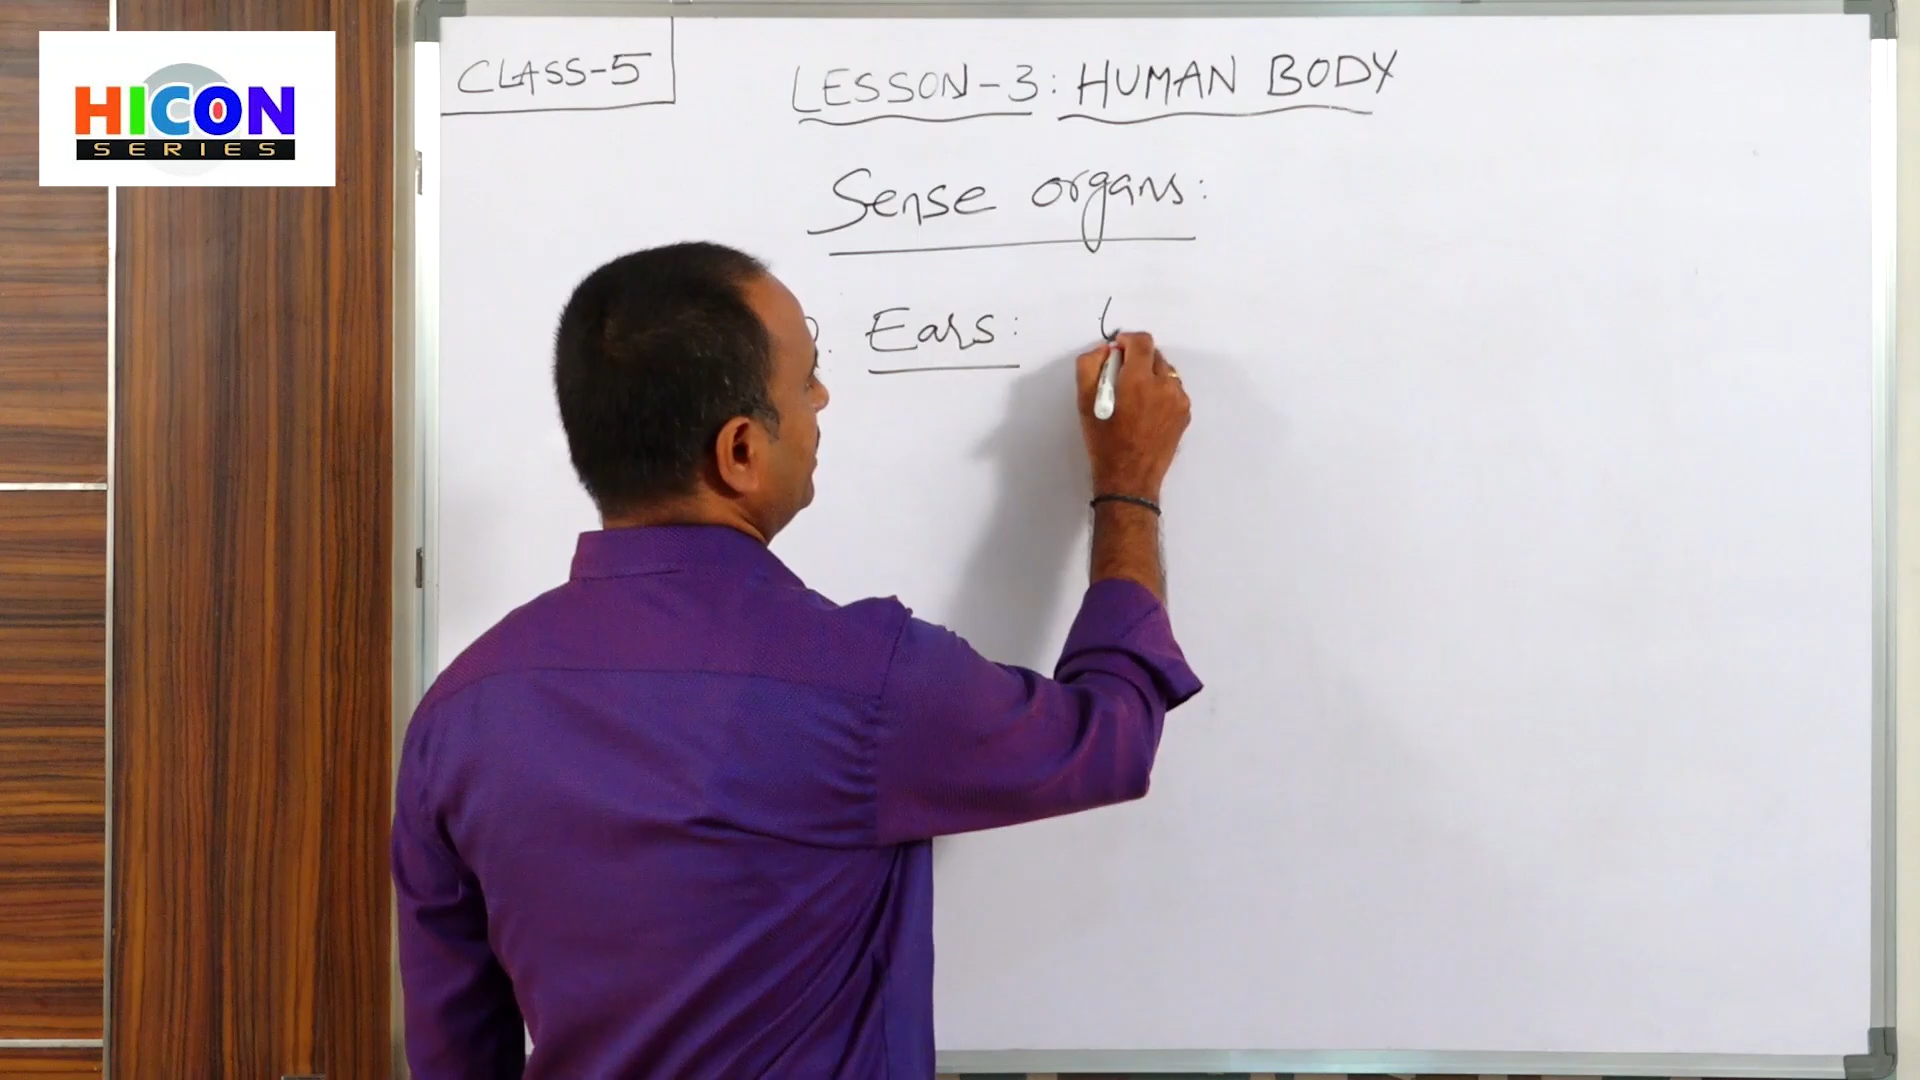 HICON
SERIES
CLASS-5
LESSON-3: HUMAN BODY
Sense organs:
Ears: